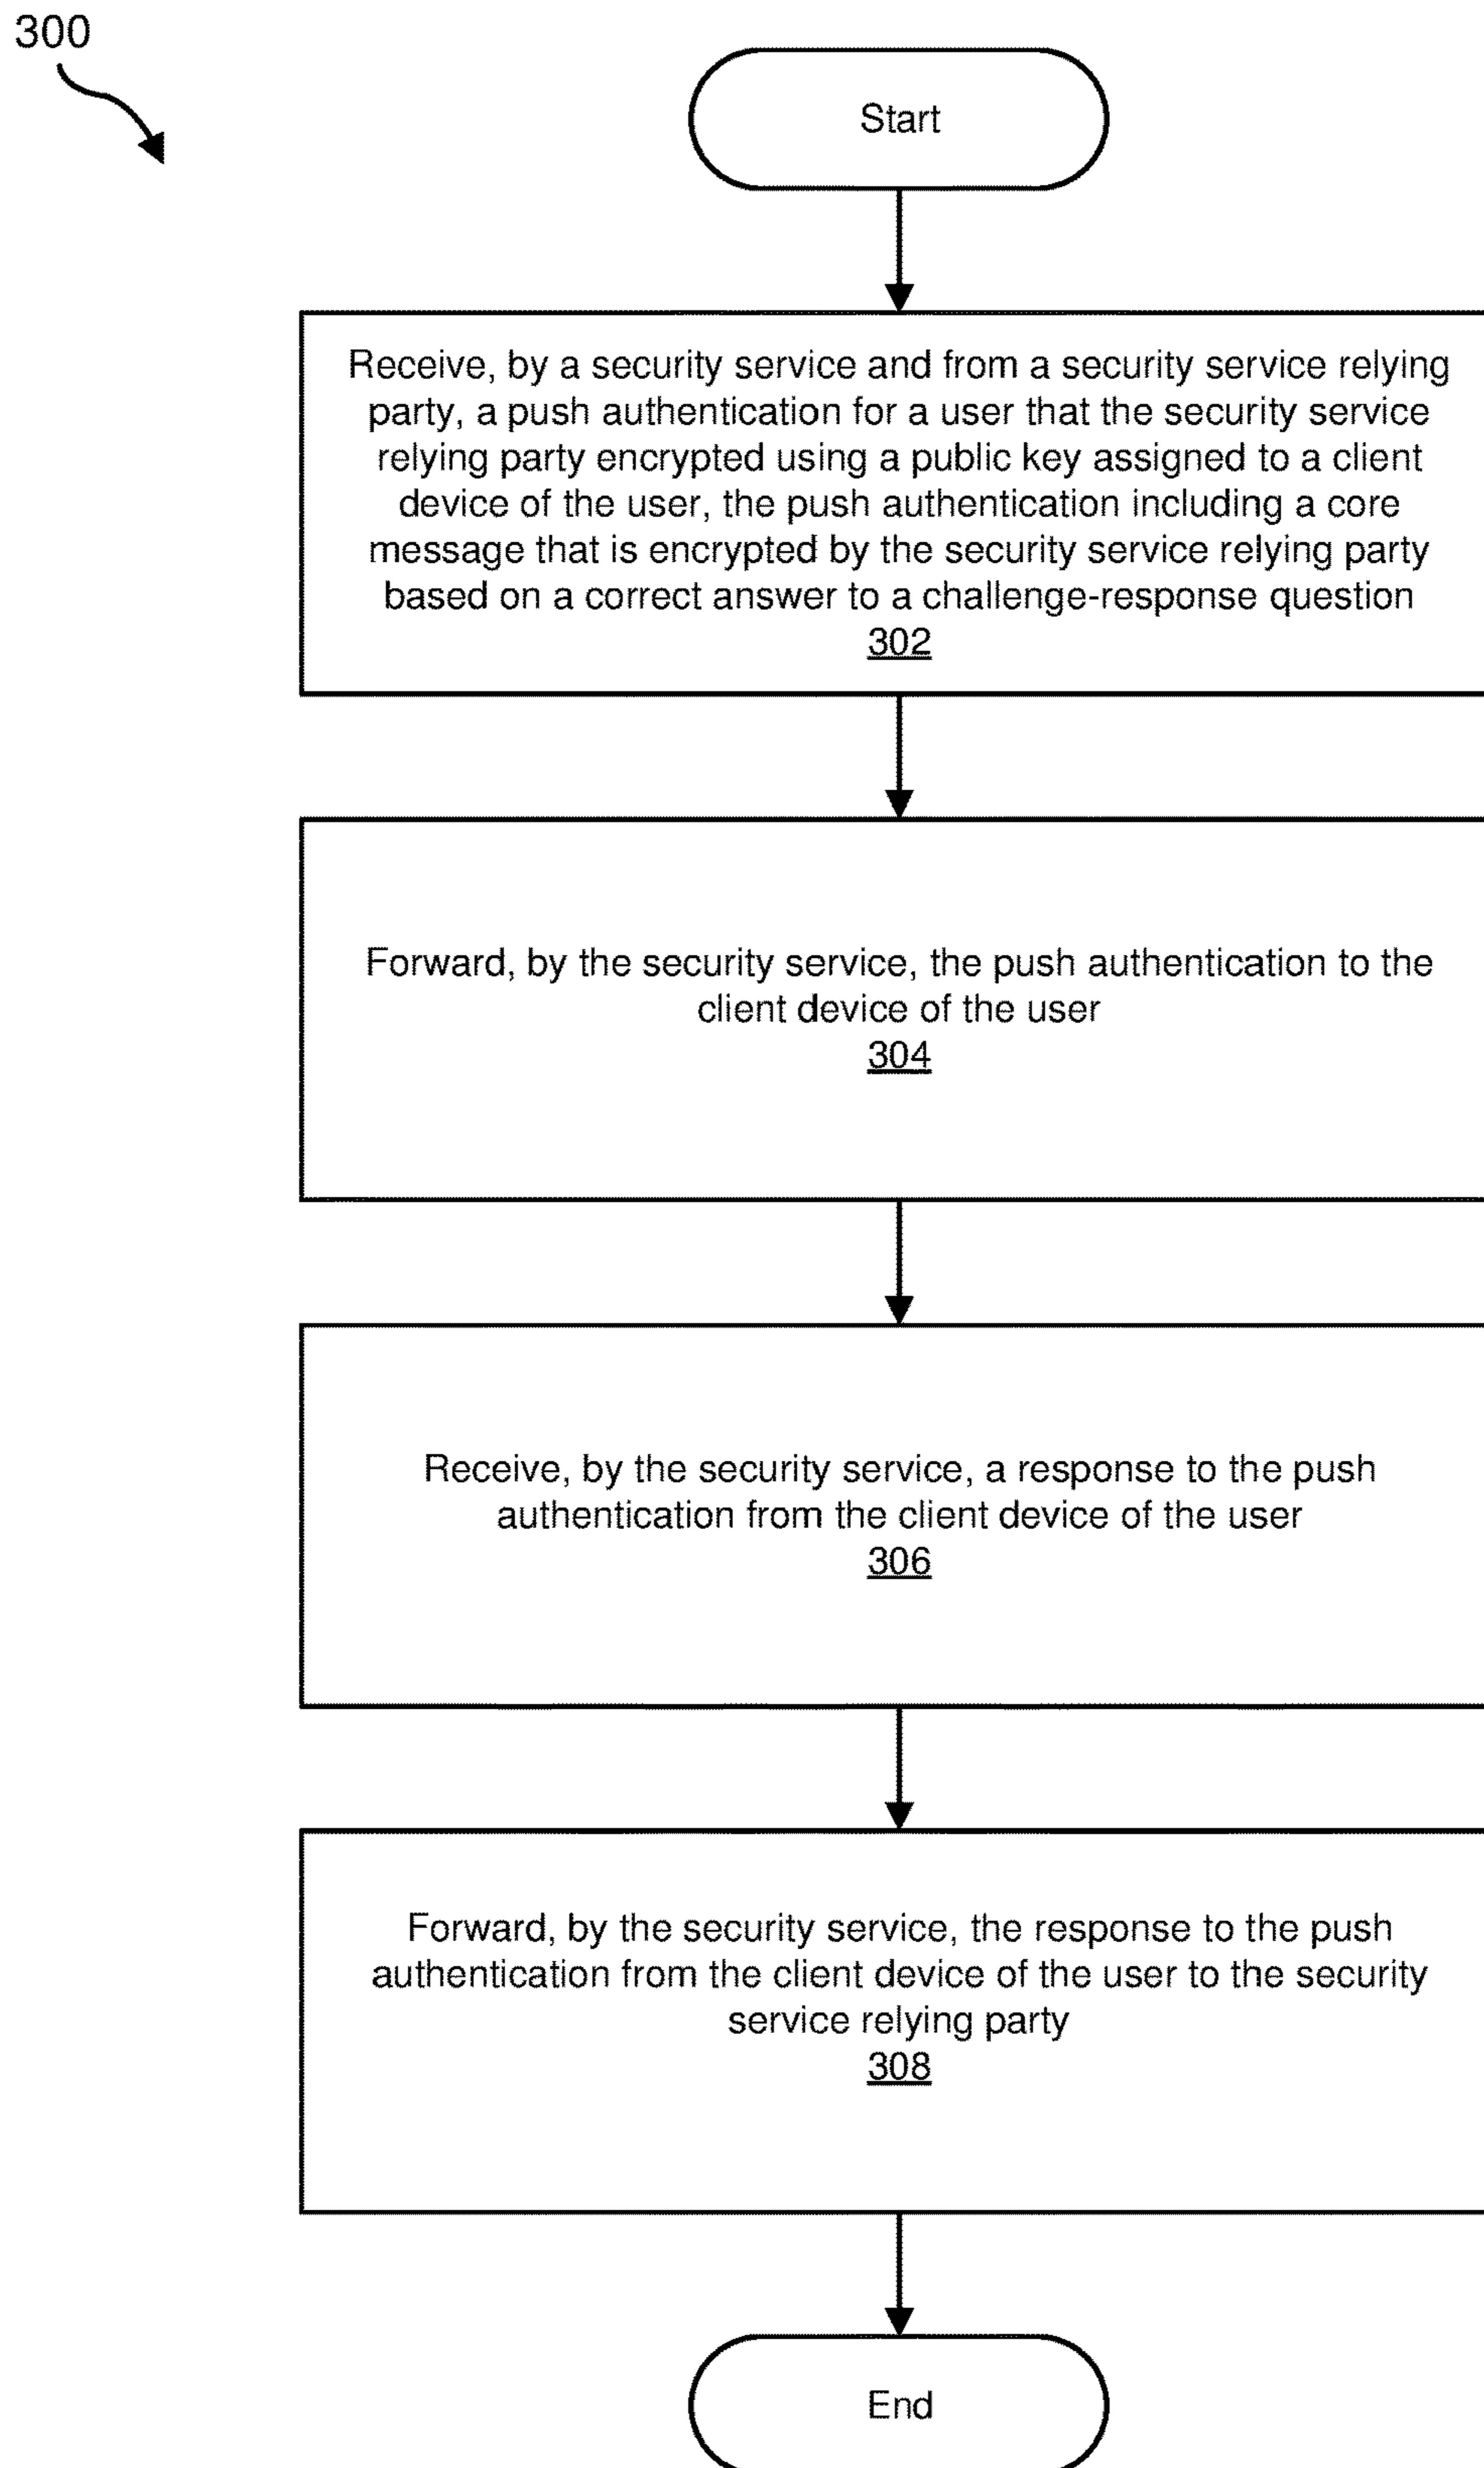 300
Start
Receive, by a security service and from a security service relying
party, a push authentication for a user that the security service
relying party encrypted using a public key assigned to a client
device of the user, the push authentication including a core
message that is encrypted by the security service relying party
based on a correct answer to a challenge-response question
302
Forward, by the security service, the push authentication to the
client device of the user
304
Receive, by the security service, a response to the push
authentication from the client device of the user
306
Forward, by the security service, the response to the push
authentication from the client device of the user to the security
service relying party
308
End